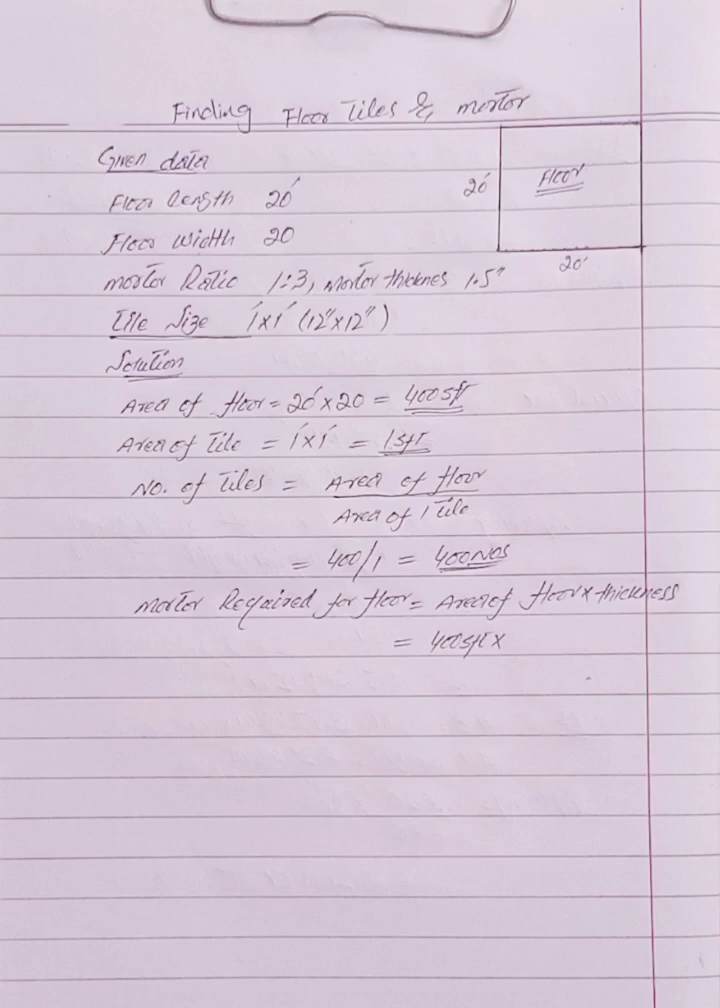 Finding Floor Tiles & mortor
Given data
Floor Length 20'
20' Floor
Floor Width 20
20'
mortor Ratio 1:3, mortor thicknes 1.5"
Tile Size 1'x1' (12"x12")
Solution
Area of floor = 20'x20 = 400sft
Area of Tile = 1'x1' = 1sft
No. of Tiles = Area of floor
Area of 1 Tile
= 400/1 = 400Nos
mortor Required for floor = Area of floor x thickness
= 400sft x